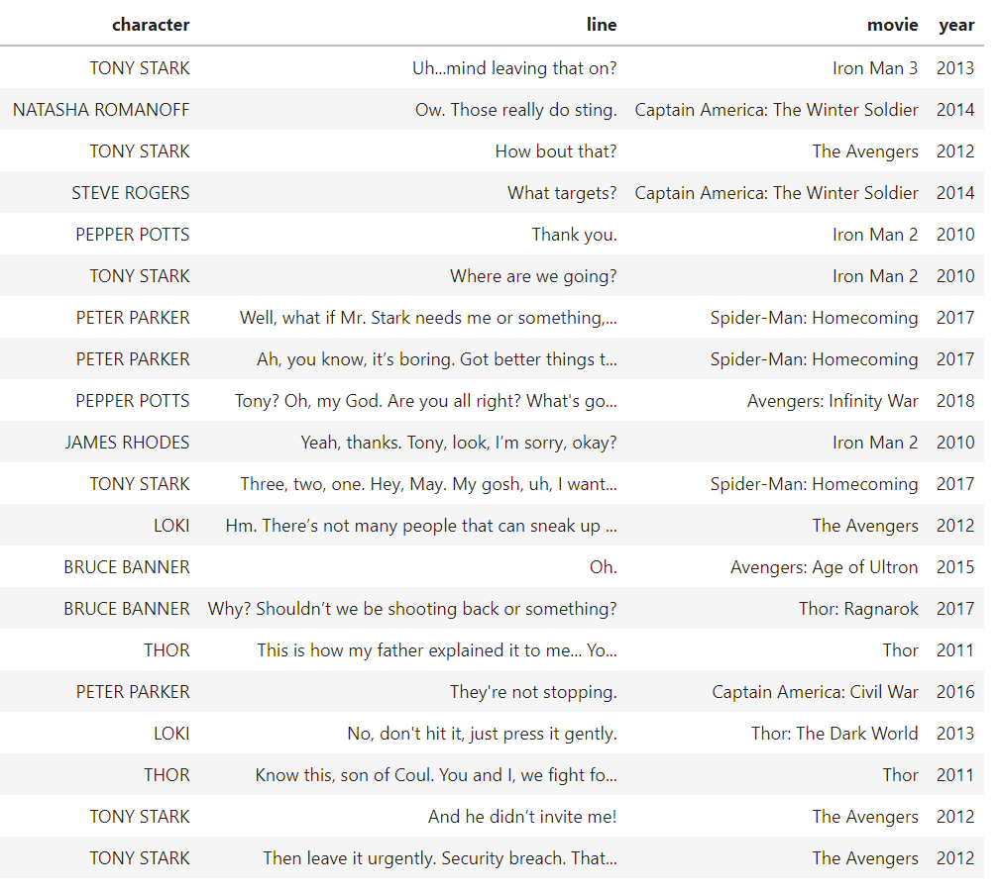 character line movie year
TONY STARK Uh...mind leaving that on? Iron Man 3 2013
NATASHA ROMANOFF Ow. Those really do sting. Captain America: The Winter Soldier 2014
TONY STARK How bout that? The Avengers 2012
STEVE ROGERS What targets? Captain America: The Winter Soldier 2014
PEPPER POTTS Thank you. Iron Man 2 2010
TONY STARK Where are we going? Iron Man 2 2010
PETER PARKER Well, what if Mr. Stark needs me or something,... Spider-Man: Homecoming 2017
PETER PARKER Ah, you know, it’s boring. Got better things t... Spider-Man: Homecoming 2017
PEPPER POTTS Tony? Oh, my God. Are you all right? What's go... Avengers: Infinity War 2018
JAMES RHODES Yeah, thanks. Tony, look, I’m sorry, okay? Iron Man 2 2010
TONY STARK Three, two, one. Hey, May. My gosh, uh, I want... Spider-Man: Homecoming 2017
LOKI Hm. There’s not many people that can sneak up ... The Avengers 2012
BRUCE BANNER Oh. Avengers: Age of Ultron 2015
BRUCE BANNER Why? Shouldn’t we be shooting back or something? Thor: Ragnarok 2017
THOR This is how my father explained it to me... Yo... Thor 2011
PETER PARKER They're not stopping. Captain America: Civil War 2016
LOKI No, don't hit it, just press it gently. Thor: The Dark World 2013
THOR Know this, son of Coul. You and I, we fight fo... Thor 2011
TONY STARK And he didn’t invite me! The Avengers 2012
TONY STARK Then leave it urgently. Security breach. That... The Avengers 2012